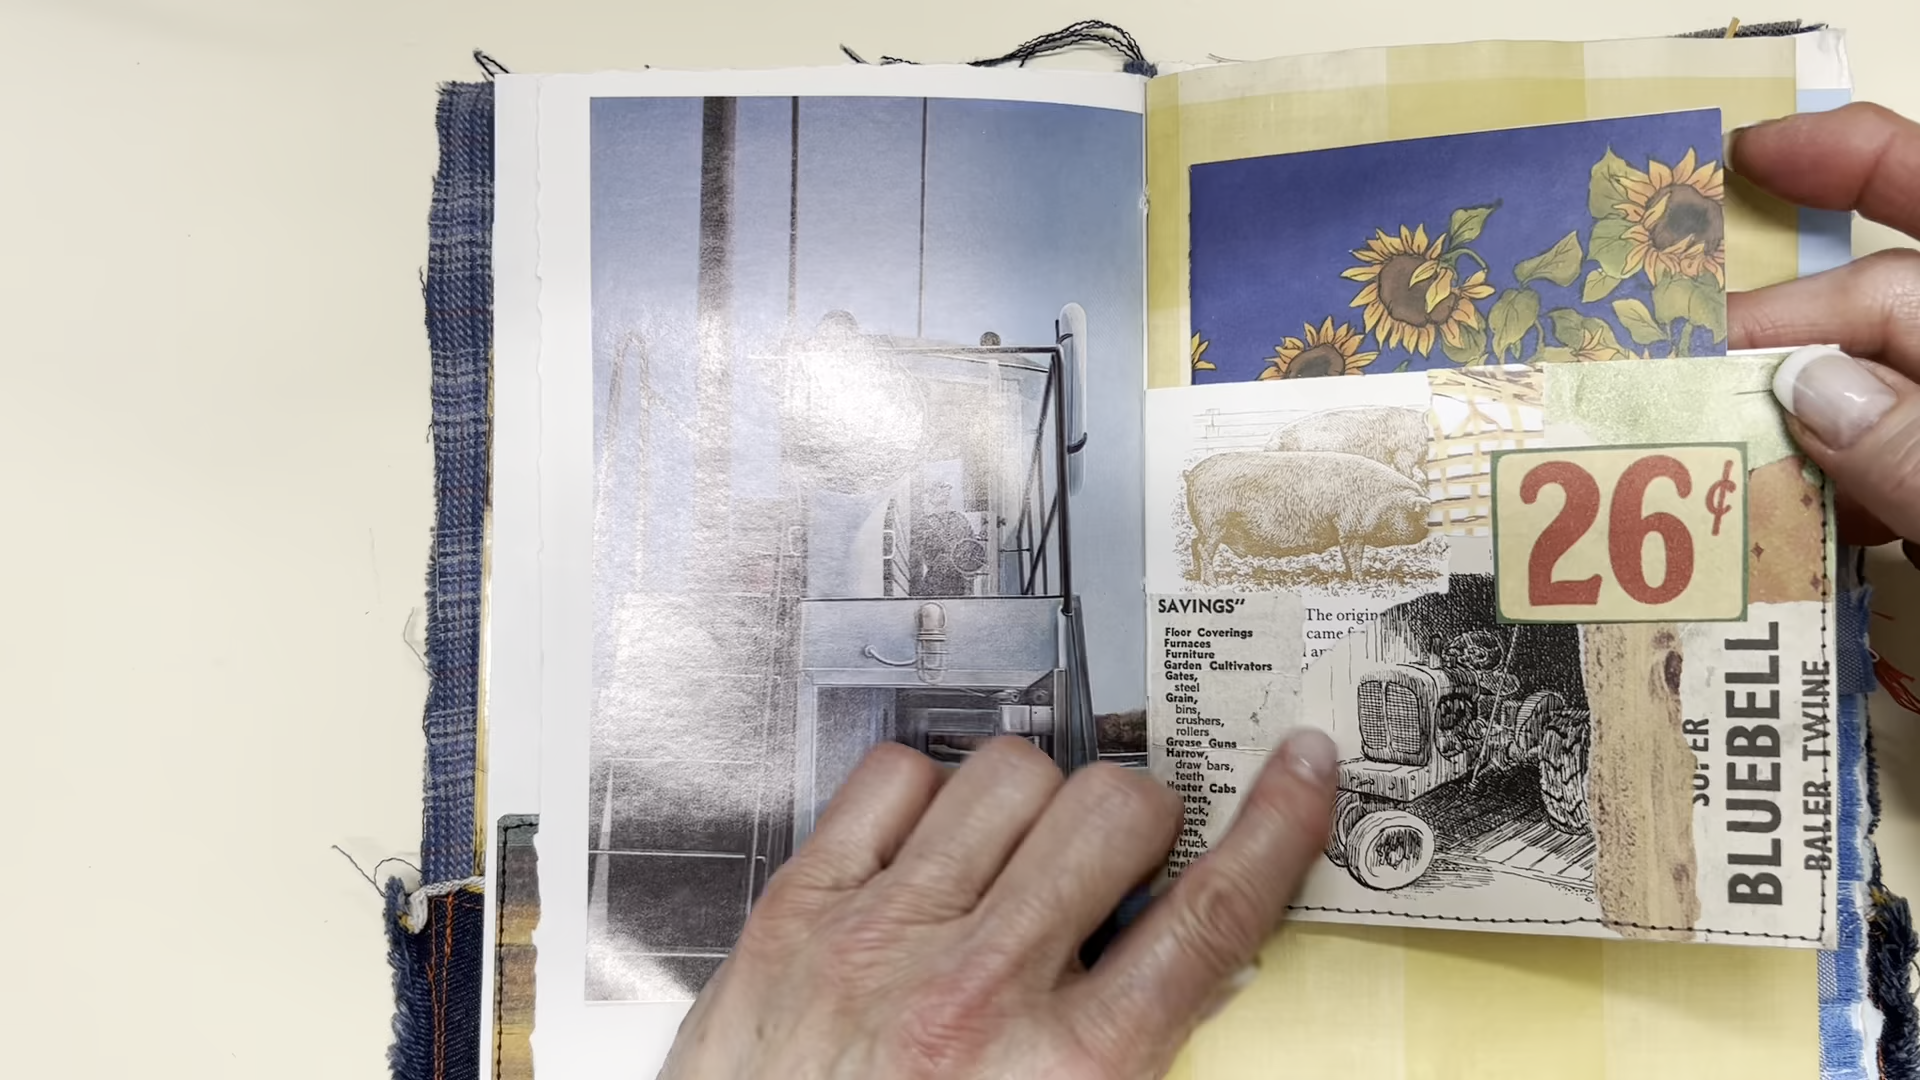 26¢
SAVINGS”
Floor Coverings
Furnaces
Furniture
Garden Cultivators
Gates,
steel
Grain,
bins,
crushers,
rollers
Grease Guns
Harrow,
draw bars,
teeth
Heater Cabs
truck
The origin
came
SUPER
BLUEBELL
BALER TWINE